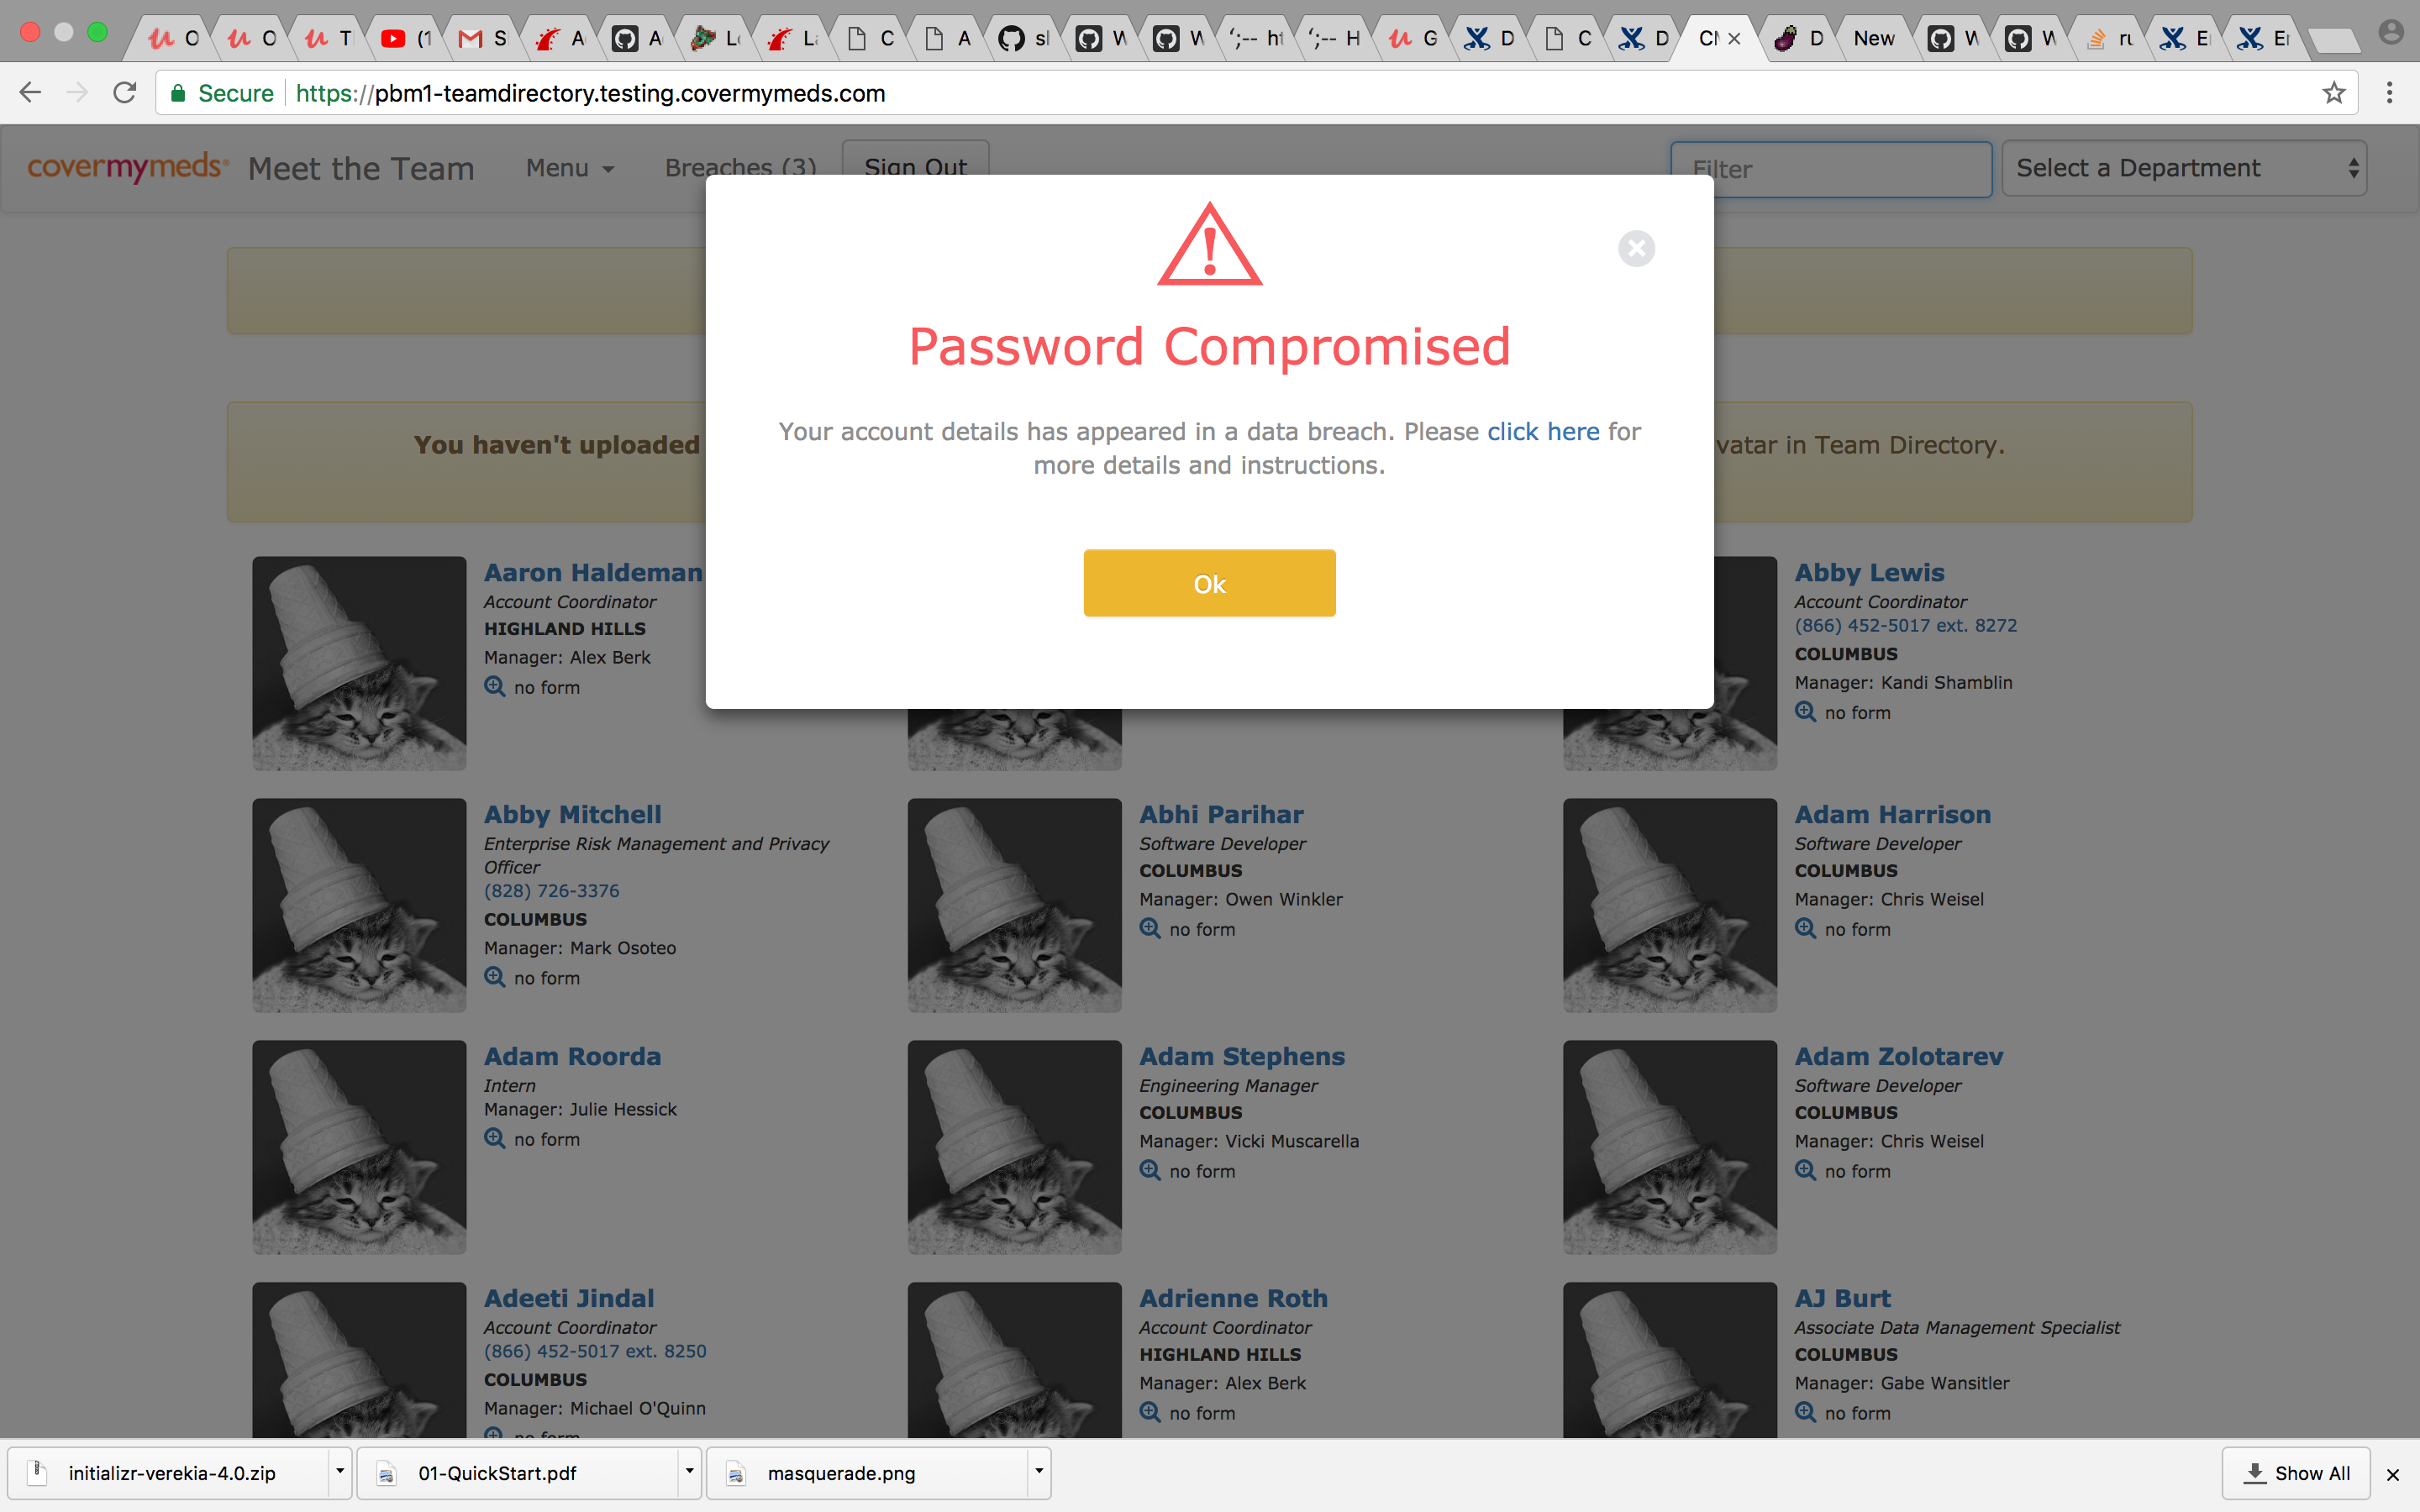 O
O
T
(1
S
A
A
L
L
C
A
sl
W
W
';-- ht
';-- H
G
D
C
D
CM
D
New
W
W
ru
E
Er
Secure
https://pbm1-teamdirectory.testing.covermymeds.com
covermymeds® Meet the Team
Menu
Breaches (3)
Sign Out
Filter
Select a Department
Password Compromised
Your account details has appeared in a data breach. Please click here for
more details and instructions.
Ok
You haven't uploaded
vatar in Team Directory.
Aaron Haldeman
Account Coordinator
HIGHLAND HILLS
Manager: Alex Berk
no form
Abby Lewis
Account Coordinator
(866) 452-5017 ext. 8272
COLUMBUS
Manager: Kandi Shamblin
no form
Abby Mitchell
Enterprise Risk Management and Privacy
Officer
(828) 726-3376
COLUMBUS
Manager: Mark Osoteo
no form
Abhi Parihar
Software Developer
COLUMBUS
Manager: Owen Winkler
no form
Adam Harrison
Software Developer
COLUMBUS
Manager: Chris Weisel
no form
Adam Roorda
Intern
Manager: Julie Hessick
no form
Adam Stephens
Engineering Manager
COLUMBUS
Manager: Vicki Muscarella
no form
Adam Zolotarev
Software Developer
COLUMBUS
Manager: Chris Weisel
no form
Adeeti Jindal
Account Coordinator
(866) 452-5017 ext. 8250
COLUMBUS
Manager: Michael O'Quinn
no form
Adrienne Roth
Account Coordinator
HIGHLAND HILLS
Manager: Alex Berk
no form
AJ Burt
Associate Data Management Specialist
COLUMBUS
Manager: Gabe Wansitler
no form
initializr-verekia-4.0.zip
01-QuickStart.pdf
masquerade.png
Show All